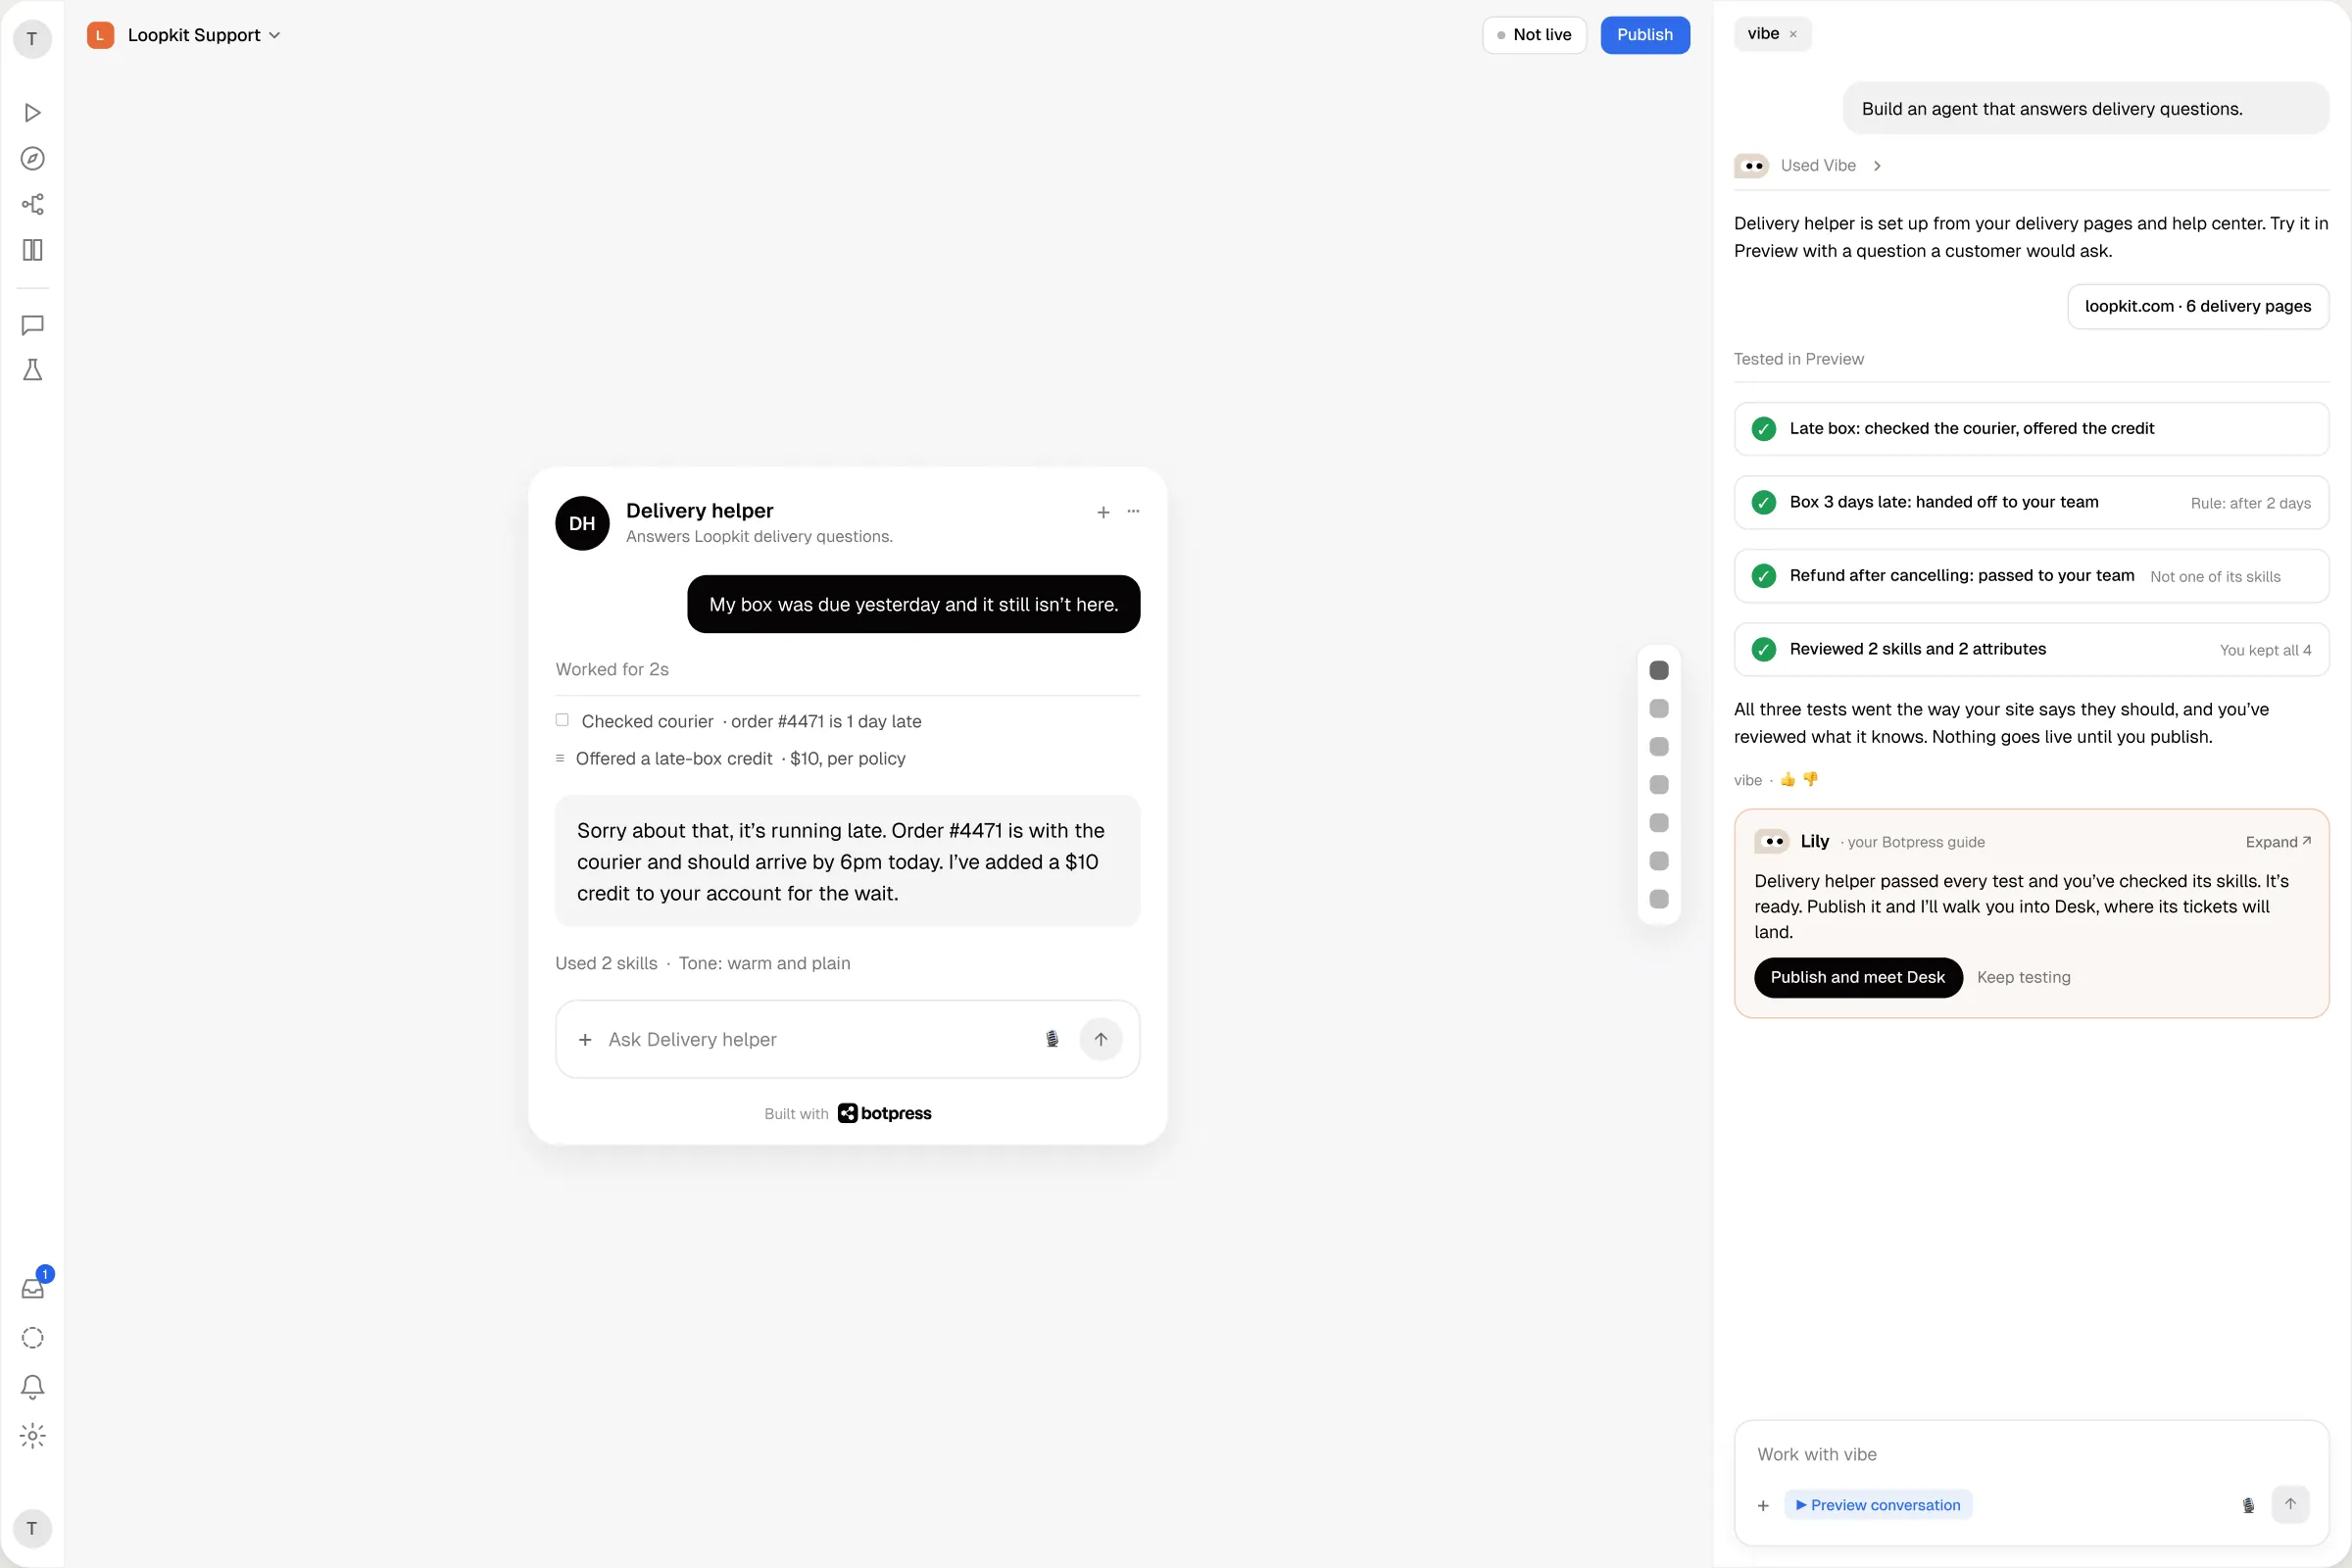 T
L
Loopkit Support
Not live
Publish
DH
Delivery helper
Answers Loopkit delivery questions.
My box was due yesterday and it still isn’t here.
Worked for 2s
Checked courier · order #4471 is 1 day late
Offered a late-box credit · $10, per policy
Sorry about that, it’s running late. Order #4471 is with the
courier and should arrive by 6pm today. I’ve added a $10
credit to your account for the wait.
Used 2 skills · Tone: warm and plain
Ask Delivery helper
Built with botpress
1
T
vibe ×
Build an agent that answers delivery questions.
Used Vibe
Delivery helper is set up from your delivery pages and help center. Try it in
Preview with a question a customer would ask.
loopkit.com · 6 delivery pages
Tested in Preview
Late box: checked the courier, offered the credit
Box 3 days late: handed off to your team Rule: after 2 days
Refund after cancelling: passed to your team Not one of its skills
Reviewed 2 skills and 2 attributes You kept all 4
All three tests went the way your site says they should, and you’ve
reviewed what it knows. Nothing goes live until you publish.
vibe · 👍 👎
Lily · your Botpress guide Expand ↗
Delivery helper passed every test and you’ve checked its skills. It’s
ready. Publish it and I’ll walk you into Desk, where its tickets will
land.
Publish and meet Desk Keep testing
Work with vibe
Preview conversation